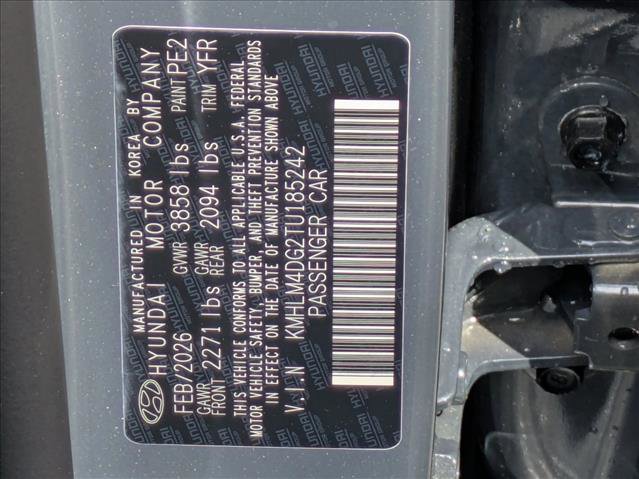 MANUFACTURED IN KOREA BY
HYUNDAI MOTOR COMPANY
FEB/2026 GVWR 3858 lbs PAINT PE2
GAWR FRONT 2271 lbs GAWR REAR 2094 lbs TRIM YFR
THIS VEHICLE CONFORMS TO ALL APPLICABLE U.S.A. FEDERAL
MOTOR VEHICLE SAFETY, BUMPER, AND THEFT PREVENTION STANDARDS
IN EFFECT ON THE DATE OF MANUFACTURE SHOWN ABOVE
V.I.N KMHLM4DG2TU185242
PASSENGER CAR